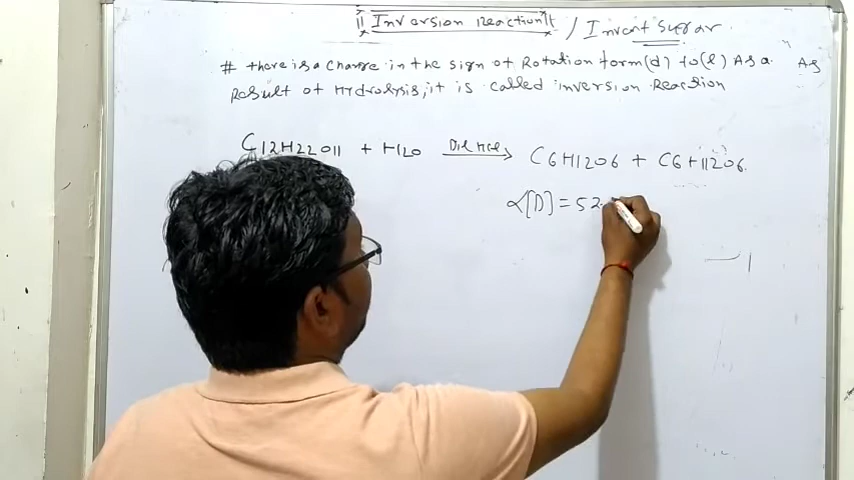 Inversion reaction / Invert sugar
# there is a change in the sign of Rotation form (d) to (l) As a As
Result of Hydrolysis, it is called inversion Reaction
C12H22O11 + H2O Dil HCl C6H12O6 + C6H12O6
α[D] = 52